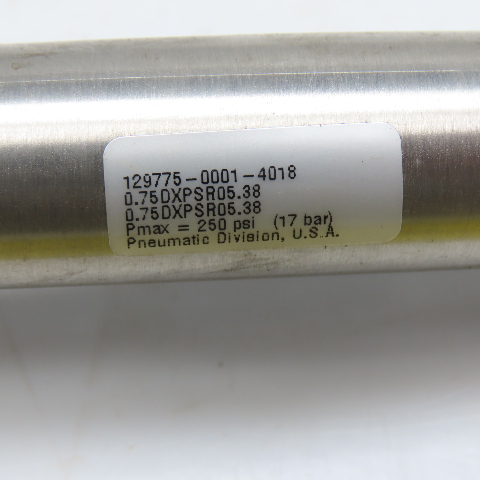 129775-0001-4018
0.75DXPSR05.38
0.75DXPSR05.38
Pmax = 250 psi (17 bar)
Pneumatic Division, U.S.A.